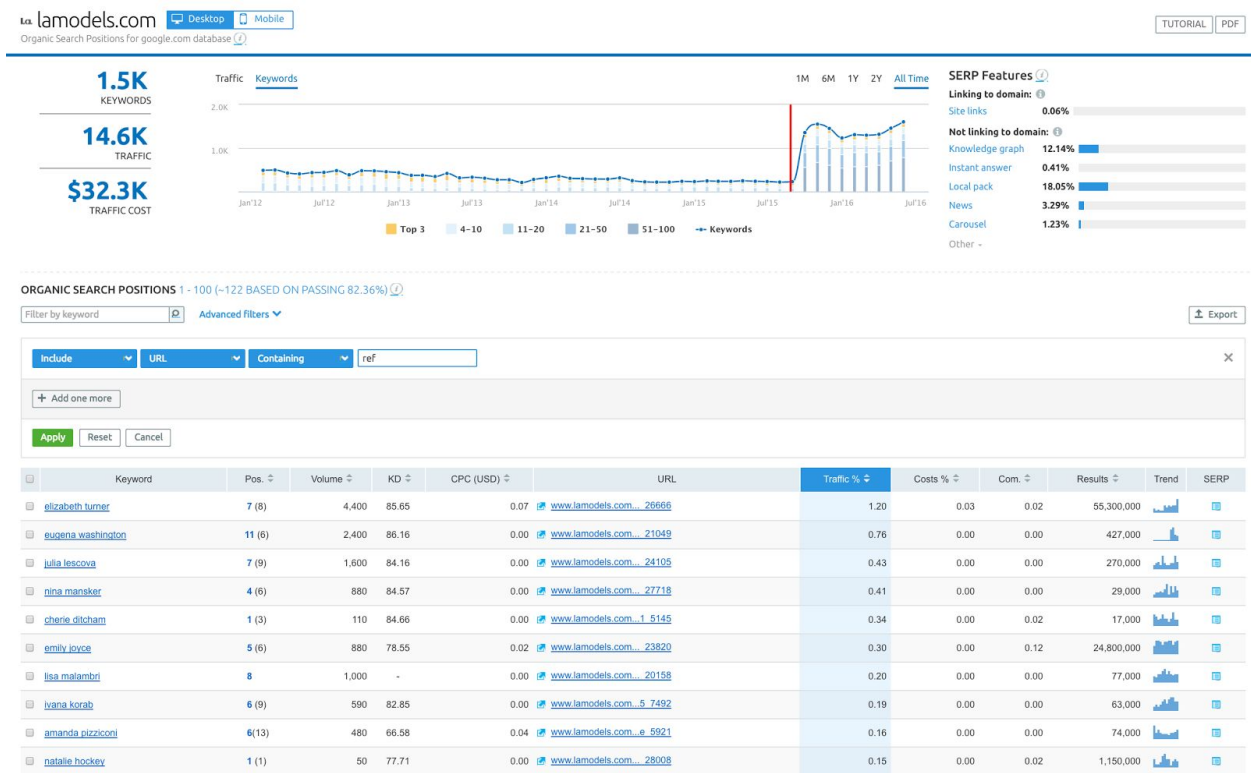 La lamodels.com Desktop Mobile
TUTORIAL PDF
Organic Search Positions for google.com database i
1.5K
KEYWORDS
14.6K
TRAFFIC
$32.3K
TRAFFIC COST
Traffic Keywords
1M 6M 1Y 2Y All Time
2.0K
1.0K
Jan'12 Jul'12 Jan'13 Jul'13 Jan'14 Jul'14 Jan'15 Jul'15 Jan'16 Jul'16
Top 3 4-10 11-20 21-50 51-100 Keywords
SERP Features i
Linking to domain: i
Site links 0.06%
Not linking to domain: i
Knowledge graph 12.14%
Instant answer 0.41%
Local pack 18.05%
News 3.29%
Carousel 1.23%
Other -
ORGANIC SEARCH POSITIONS 1 - 100 (~122 BASED ON PASSING 82.36%) i
Filter by keyword Advanced filters
Export
Include URL Containing ref
+ Add one more
Apply Reset Cancel
Keyword Pos. Volume KD CPC (USD) URL Traffic % Costs % Com. Results Trend SERP
elizabeth turner 7 (8) 4,400 85.65 0.07 www.lamodels.com... 26666 1.20 0.03 0.02 55,300,000
eugena washington 11 (6) 2,400 86.16 0.00 www.lamodels.com... 21049 0.76 0.00 0.00 427,000
julia lescova 7 (9) 1,600 84.16 0.00 www.lamodels.com... 24105 0.43 0.00 0.00 270,000
nina mansker 4 (6) 880 84.57 0.00 www.lamodels.com... 27718 0.41 0.00 0.00 29,000
cherie ditcham 1 (3) 110 84.66 0.00 www.lamodels.com...1_5145 0.34 0.00 0.02 17,000
emily joyce 5 (6) 880 78.55 0.02 www.lamodels.com... 23820 0.30 0.00 0.12 24,800,000
lisa malambri 8 1,000 - 0.00 www.lamodels.com... 20158 0.20 0.00 0.00 77,000
ivana korab 6 (9) 590 82.85 0.00 www.lamodels.com...5_7492 0.19 0.00 0.00 63,000
amanda pizziconi 6(13) 480 66.58 0.04 www.lamodels.com...e_5921 0.16 0.00 0.00 74,000
natalie hockey 1 (1) 50 77.71 0.00 www.lamodels.com... 28008 0.15 0.00 0.02 1,150,000